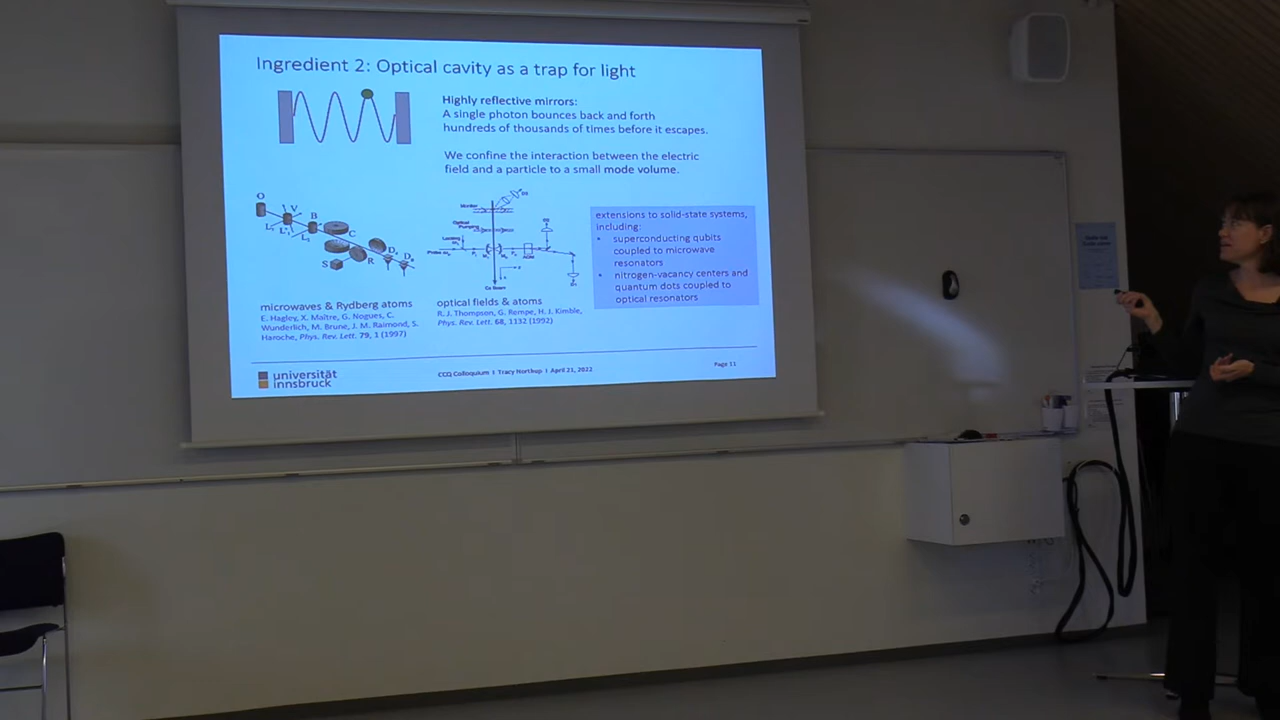 Ingredient 2: Optical cavity as a trap for light
Highly reflective mirrors:
A single photon bounces back and forth
hundreds of thousands of times before it escapes.
We confine the interaction between the electric
field and a particle to a small mode volume.
O
V
B
C
S
R
microwaves & Rydberg atoms
E. Hagley, X. Maître, G. Nogues, C.
Wunderlich, M. Brune, J. M. Raimond, S.
Haroche, Phys. Rev. Lett. 79, 1 (1997)
Optical
Pumping
optical fields & atoms
R. J. Thompson, G. Rempe, H. J. Kimble,
Phys. Rev. Lett. 68, 1132 (1992)
extensions to solid-state systems,
including:
• superconducting qubits
coupled to microwave
resonators
• nitrogen-vacancy centers and
quantum dots coupled to
optical resonators
universität
innsbruck
CCQ Colloquium I Tracy Northup I April 21, 2022
Page 11